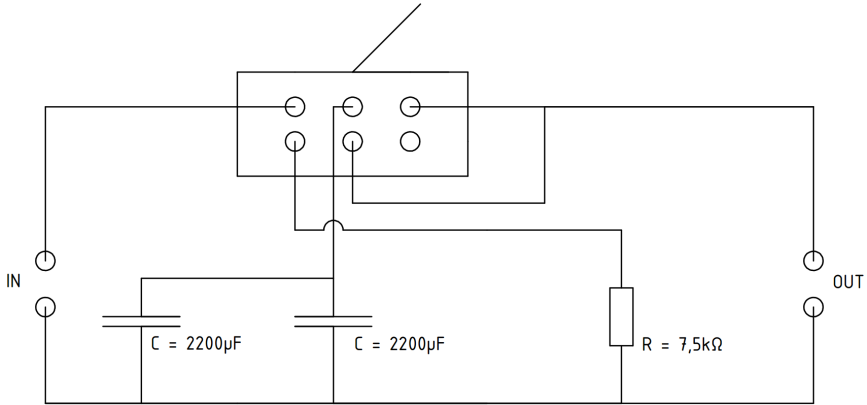 IN
OUT
C = 2200µF
C = 2200µF
R = 7,5kΩ